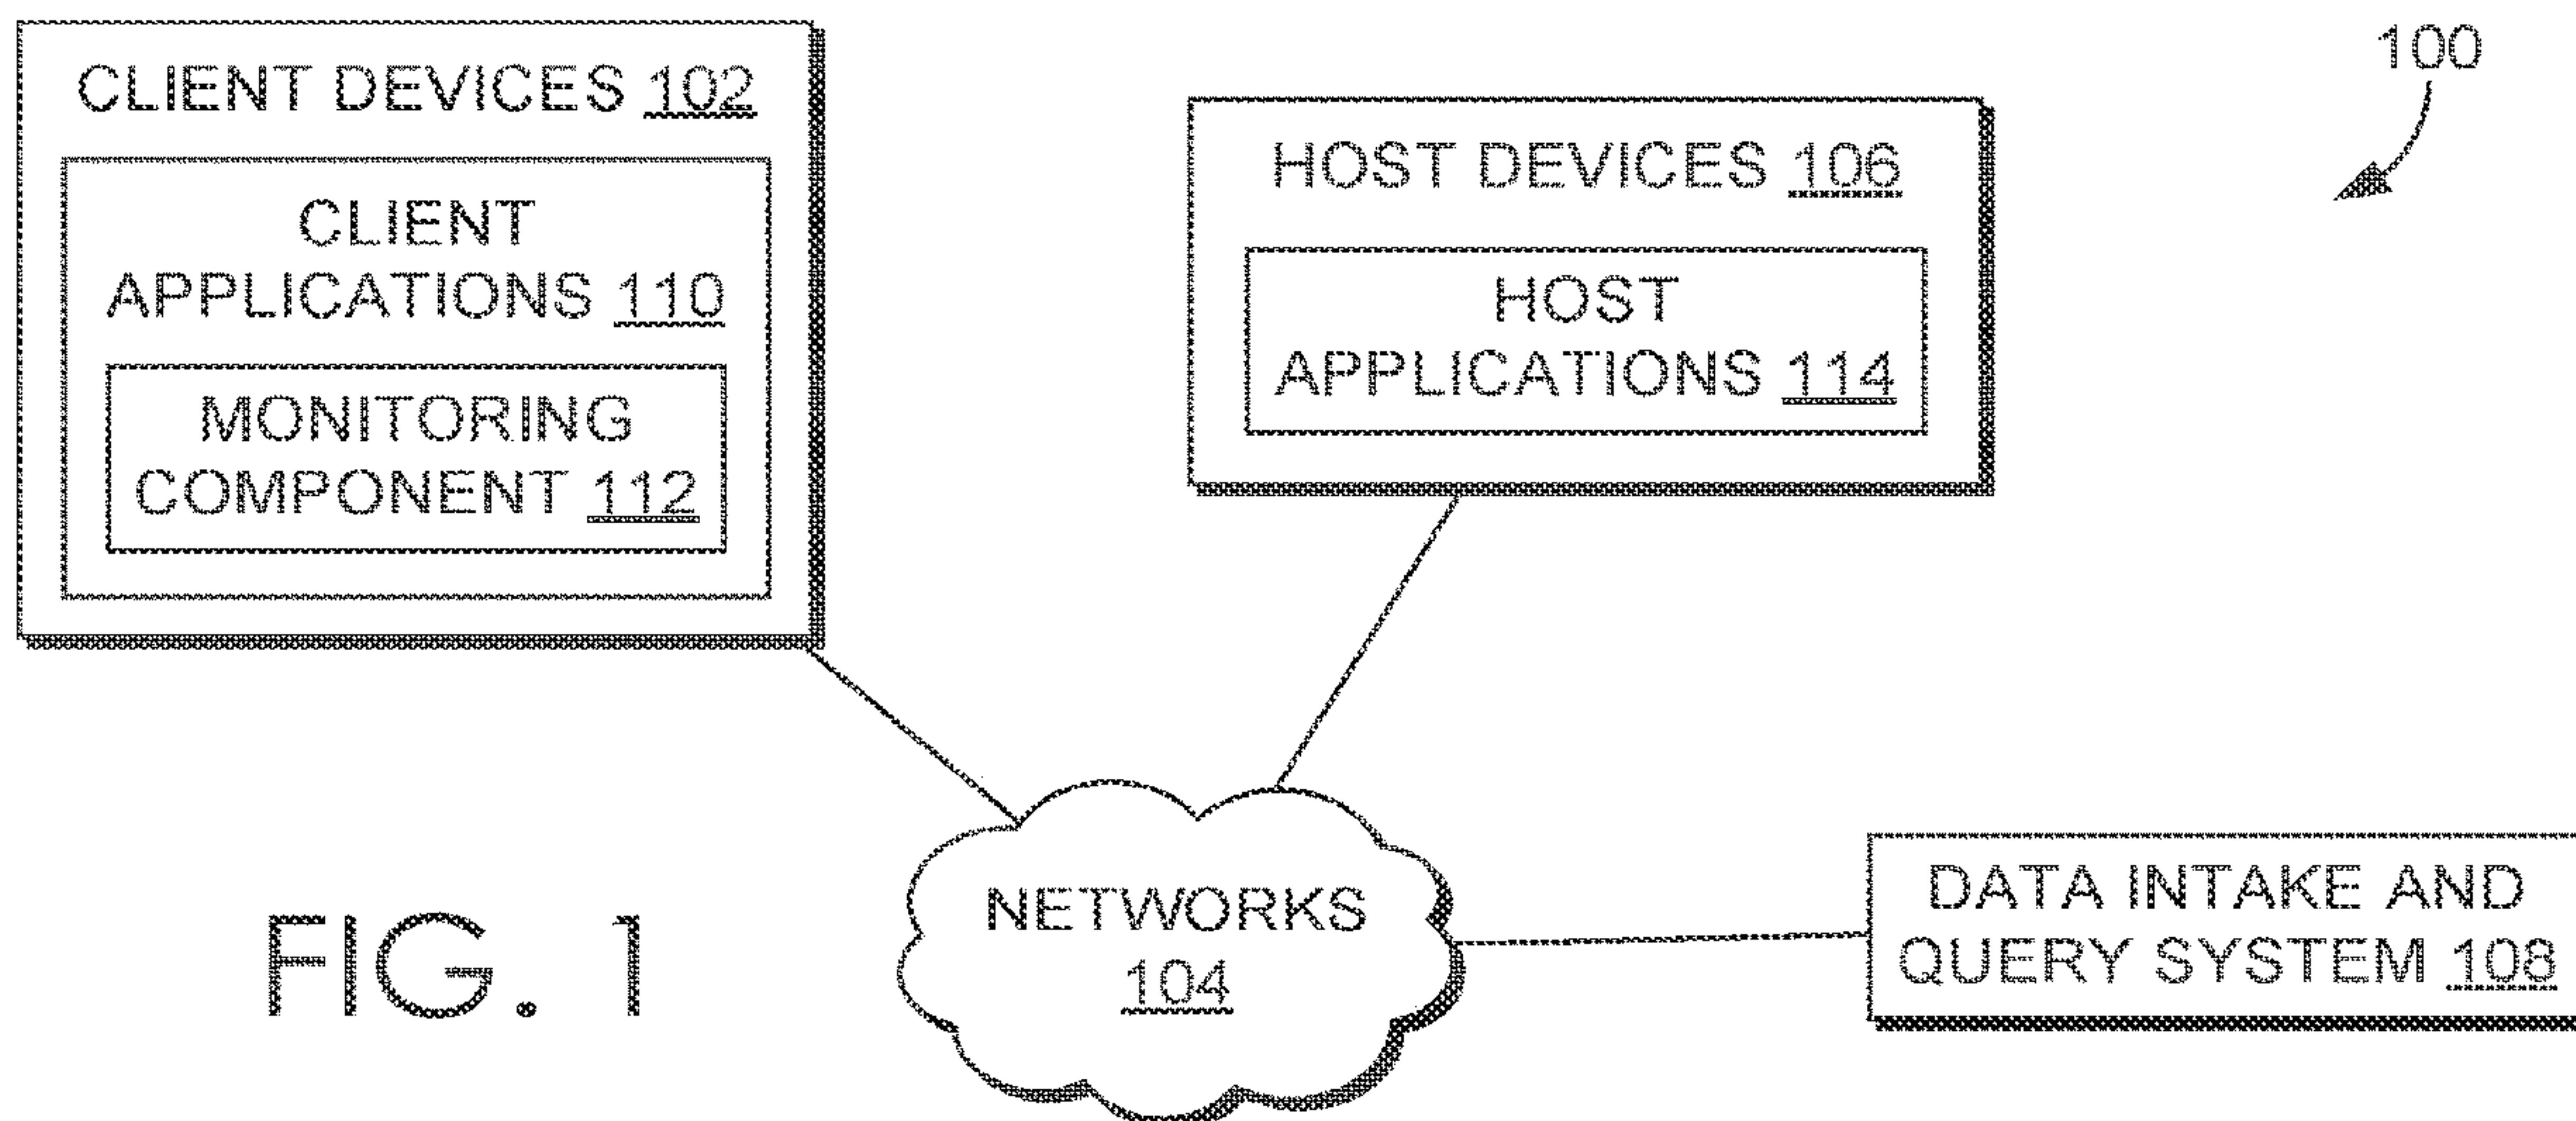 CLIENT DEVICES 102
CLIENT
APPLICATIONS 110
MONITORING
COMPONENT 112
HOST DEVICES 106
HOST
APPLICATIONS 114
100
NETWORKS
104
DATA INTAKE AND
QUERY SYSTEM 108
FIG. 1